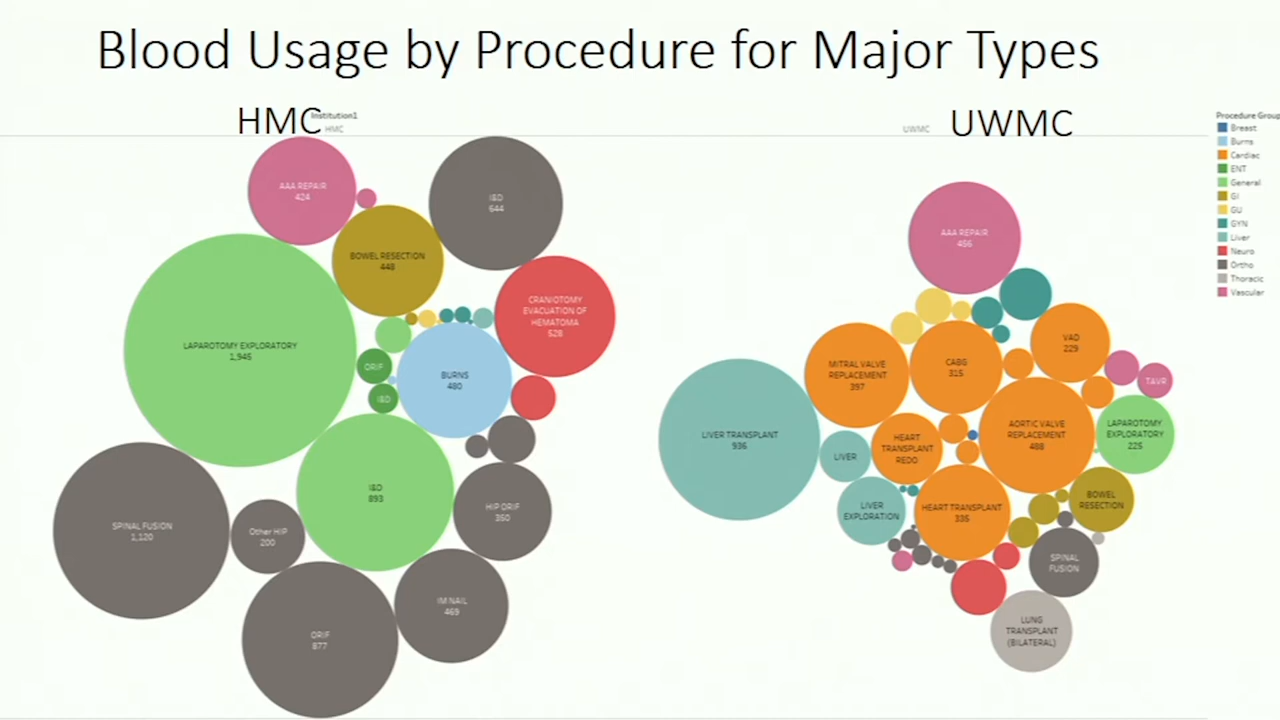 Blood Usage by Procedure for Major Types
HMC
Institution1
HMC
UWMC
UWMC
Procedure Group
Breast
Burns
Cardiac
ENT
General
GI
GU
GYN
Liver
Neuro
Ortho
Thoracic
Vascular
AAA REPAIR
424
I&D
644
BOWEL RESECTION
448
CRANIOTOMY
EVACUATION OF
HEMATOMA
528
LAPAROTOMY EXPLORATORY
1,945
ORIF
BURNS
480
I&D
I&D
893
HIP ORIF
350
SPINAL FUSION
1,120
Other HIP
200
IM NAIL
469
ORIF
877
AAA REPAIR
456
VAD
229
MITRAL VALVE
REPLACEMENT
397
CABG
315
TAVR
LIVER TRANSPLANT
936
AORTIC VALVE
REPLACEMENT
488
LAPAROTOMY
EXPLORATORY
225
LIVER
HEART
TRANSPLANT
REDO
LIVER
EXPLORATION
HEART TRANSPLANT
335
BOWEL
RESECTION
SPINAL
FUSION
LUNG
TRANSPLANT
(BILATERAL)